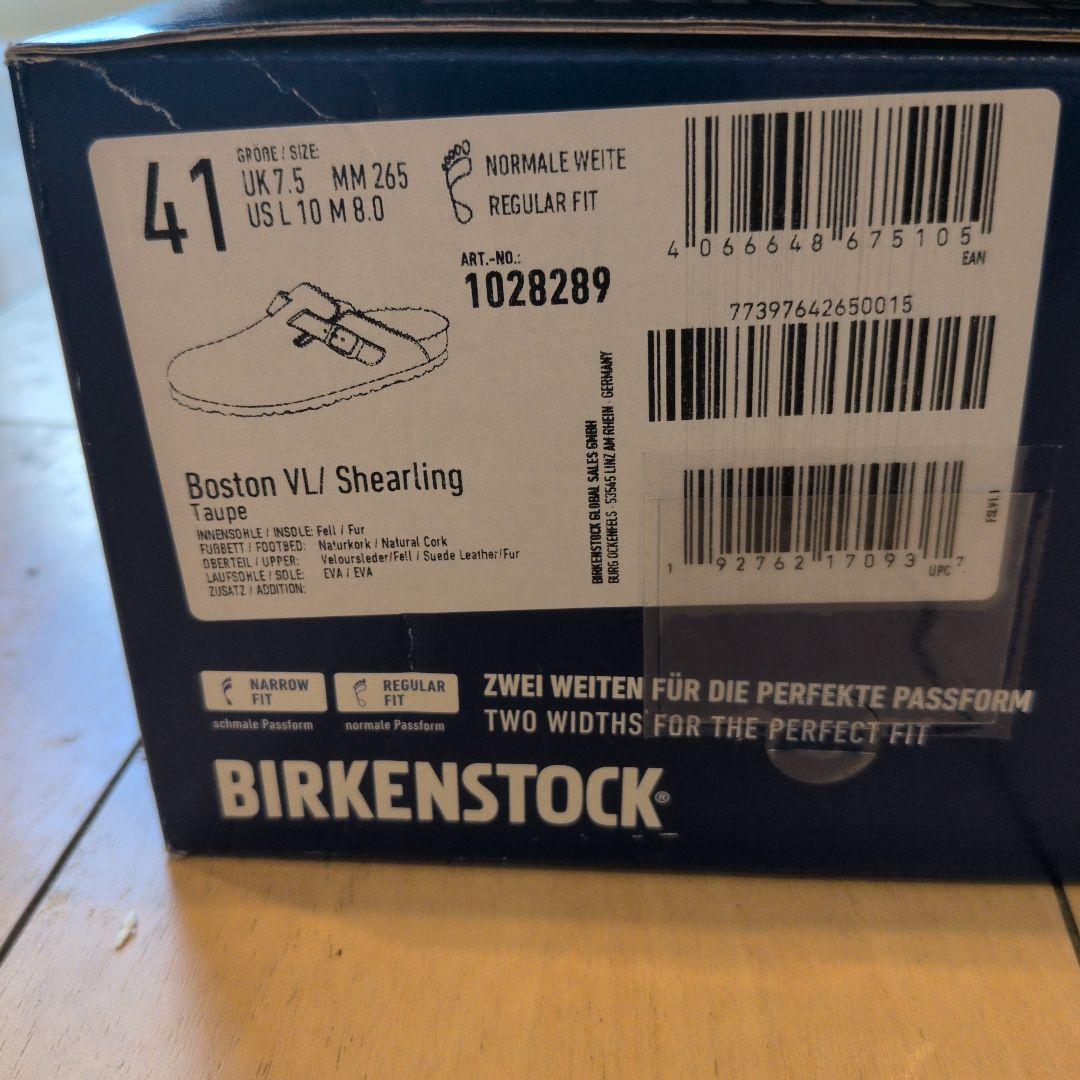 41
GRÖßE / SIZE:
UK 7.5 MM 265
US L 10 M 8.0
NORMALE WEITE
REGULAR FIT
ART.-NO.:
1028289
4 066648 675105
EAN
77397642650015
BIRKENSTOCK GLOBAL SALES GMBH
BURG OCKENFELS · 53545 LINZ AM RHEIN · GERMANY
Boston VL/ Shearling
Taupe
INNENSOHLE / INSOLE: Fell / Fur
FUßBETT / FOOTBED: Naturkork / Natural Cork
OBERTEIL / UPPER: Veloursleder/Fell / Suede Leather/Fur
LAUFSOHLE / SOLE: EVA / EVA
ZUSATZ / ADDITION:
1 92762 17093 7
UPC
NARROW
FIT
schmale Passform
REGULAR
FIT
normale Passform
ZWEI WEITEN FÜR DIE PERFEKTE PASSFORM
TWO WIDTHS FOR THE PERFECT FIT
BIRKENSTOCK®